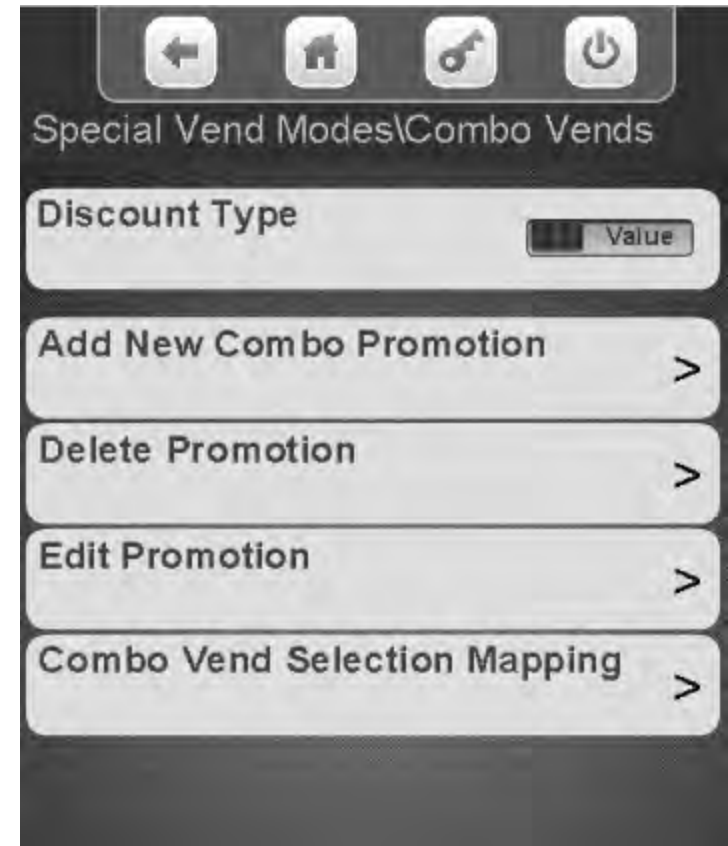 Special Vend Modes\Combo Vends
Discount Type
Value
Add New Combo Promotion
>
Delete Promotion
>
Edit Promotion
>
Combo Vend Selection Mapping
>